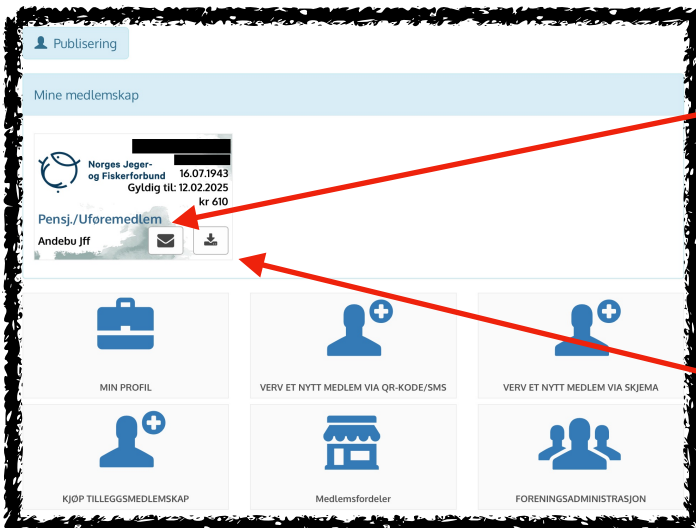 Publisering
Mine medlemskap
Norges Jeger-
og Fiskerforbund
16.07.1943
Gyldig til: 12.02.2025
kr 610
Pensj./Uføremedlem
Andebu Jff
MIN PROFIL
VERV ET NYTT MEDLEM VIA QR-KODE/SMS
VERV ET NYTT MEDLEM VIA SKJEMA
KJØP TILLEGGSMEDLEMSKAP
Medlemsfordeler
FORENINGSADMINISTRASJON